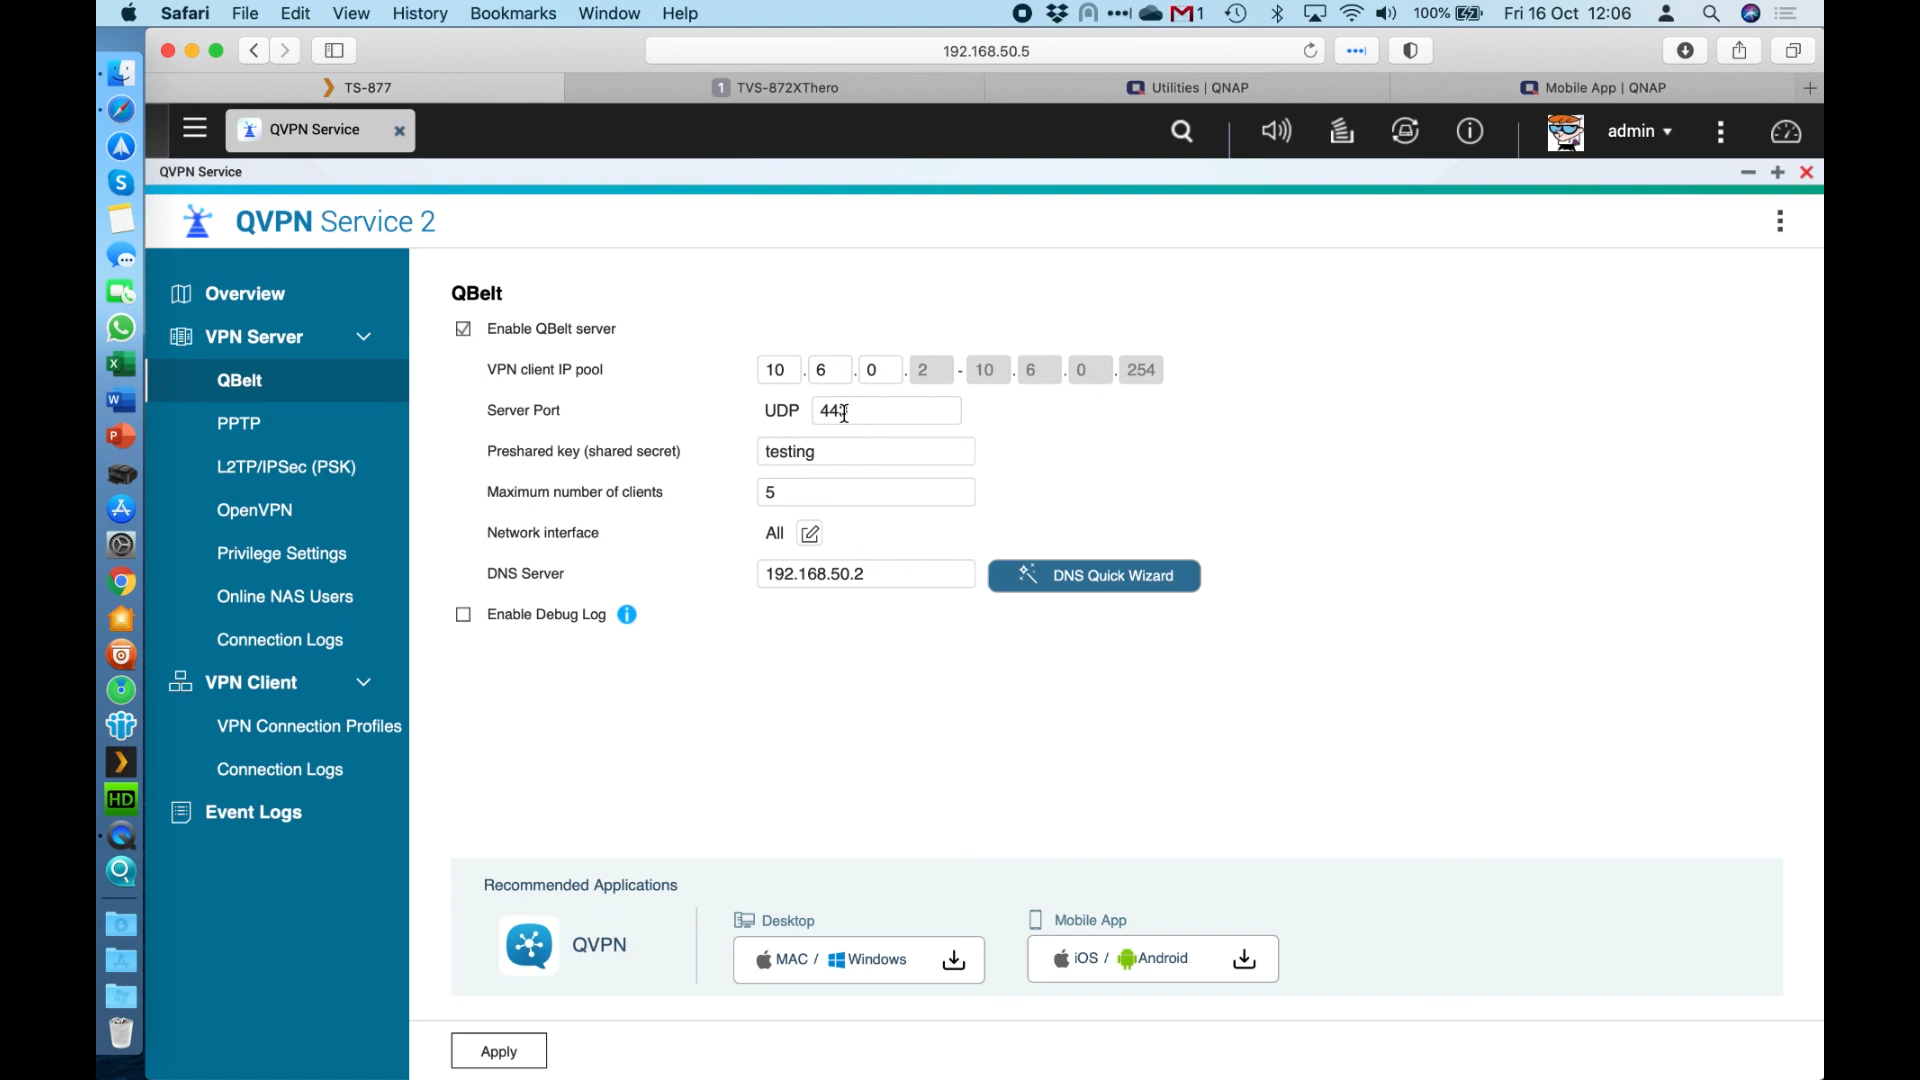 Safari File Edit View History Bookmarks Window Help 1 100% Fri 16 Oct 12:06
192.168.50.5
TS-877 1 TVS-872XThero Utilities | QNAP Mobile App | QNAP
QVPN Service admin
QVPN Service
QVPN Service 2
Overview
VPN Server
QBelt
PPTP
L2TP/IPSec (PSK)
OpenVPN
Privilege Settings
Online NAS Users
Connection Logs
VPN Client
VPN Connection Profiles
Connection Logs
Event Logs
QBelt
Enable QBelt server
VPN client IP pool 10 . 6 . 0 . 2 - 10 . 6 . 0 . 254
Server Port UDP
Preshared key (shared secret) testing
Maximum number of clients 5
Network interface All
DNS Server 192.168.50.2 DNS Quick Wizard
Enable Debug Log
Recommended Applications
QVPN
Desktop
MAC / Windows
Mobile App
iOS / Android
Apply